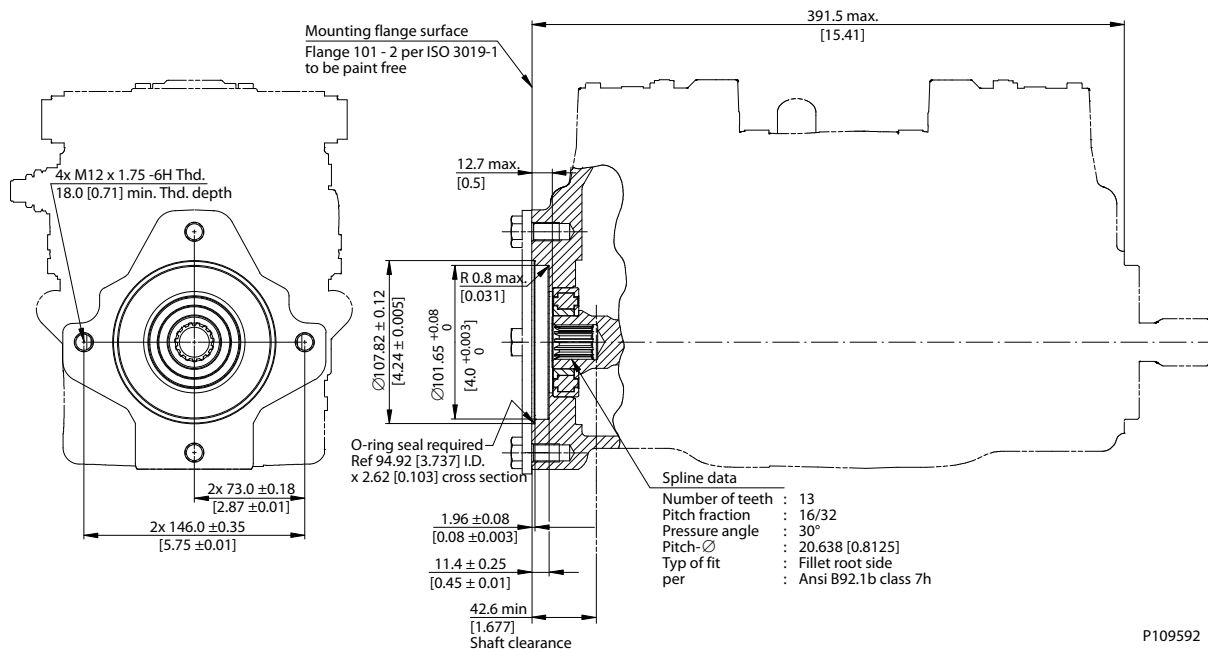 391.5 max.
[15.41]
Mounting flange surface
Flange 101 - 2 per ISO 3019-1
to be paint free
12.7 max.
[0.5]
4x M12 x 1.75 -6H Thd.
18.0 [0.71] min. Thd. depth
R 0.8 max.
[0.031]
Ø107.82 ± 0.12
[4.24 ± 0.005]
Ø101.65 +0.08 0
[4.0 +0.003 0]
O-ring seal required
Ref 94.92 [3.737] I.D.
x 2.62 [0.103] cross section
2x 73.0 ±0.18
[2.87 ±0.01]
2x 146.0 ±0.35
[5.75 ±0.01]
1.96 ±0.08
[0.08 ±0.003]
11.4 ± 0.25
[0.45 ± 0.01]
42.6 min
[1.677]
Shaft clearance
Spline data
Number of teeth : 13
Pitch fraction : 16/32
Pressure angle : 30°
Pitch-Ø : 20.638 [0.8125]
Typ of fit : Fillet root side
per : Ansi B92.1b class 7h
P109592